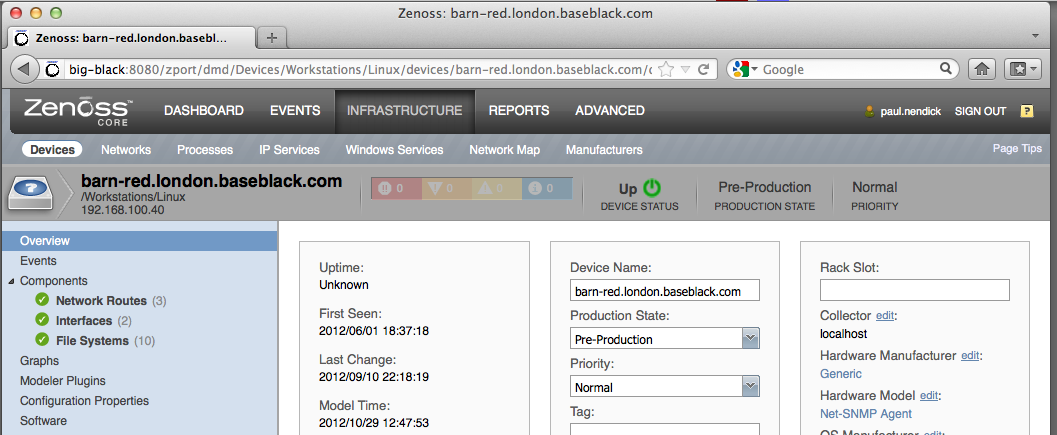 Zenoss: barn-red.london.baseblack.com
Zenoss: barn-red.london.basebl...
big-black:8080/zport/dmd/Devices/Workstations/Linux/devices/barn-red.london.baseblack.com/
Google
Zenoss CORE
DASHBOARD EVENTS INFRASTRUCTURE REPORTS ADVANCED
paul.nendick SIGN OUT ?
Devices Networks Processes IP Services Windows Services Network Map Manufacturers
Page Tips
barn-red.london.baseblack.com
/Workstations/Linux
192.168.100.40
0 0 0 0
Up
DEVICE STATUS
Pre-Production
PRODUCTION STATE
Normal
PRIORITY
Overview
Events
Components
Network Routes (3)
Interfaces (2)
File Systems (10)
Graphs
Modeler Plugins
Configuration Properties
Software
Uptime:
Unknown
First Seen:
2012/06/01 18:37:18
Last Change:
2012/09/10 22:18:19
Model Time:
2012/10/29 12:47:53
Device Name:
barn-red.london.baseblack.com
Production State:
Pre-Production
Priority:
Normal
Tag:
Rack Slot:
Collector edit:
localhost
Hardware Manufacturer edit:
Generic
Hardware Model edit:
Net-SNMP Agent
OS Manufacturer edit: